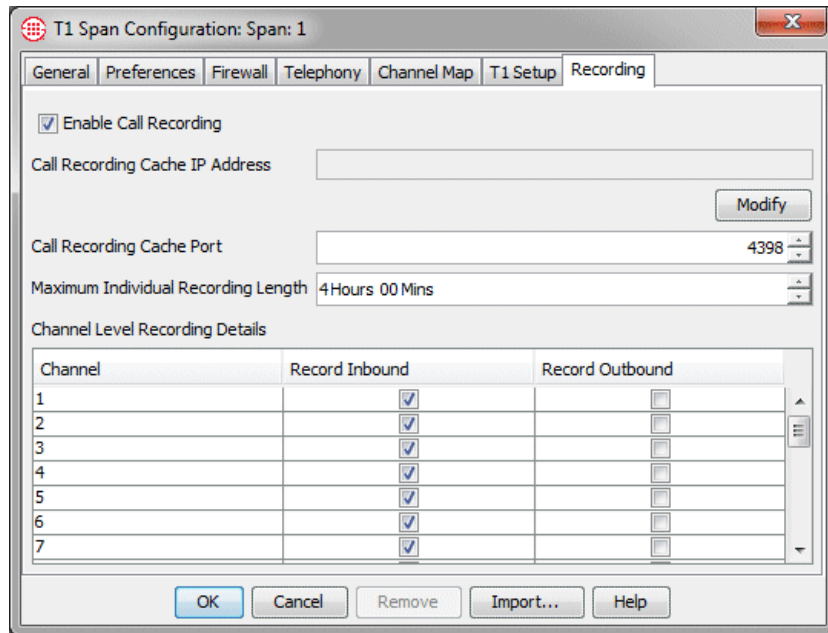 T1 Span Configuration: Span: 1
General Preferences Firewall Telephony Channel Map T1 Setup Recording
Enable Call Recording
Call Recording Cache IP Address
Modify
Call Recording Cache Port 4398
Maximum Individual Recording Length 4 Hours 00 Mins
Channel Level Recording Details
Channel Record Inbound Record Outbound
1
2
3
4
5
6
7
OK Cancel Remove Import... Help